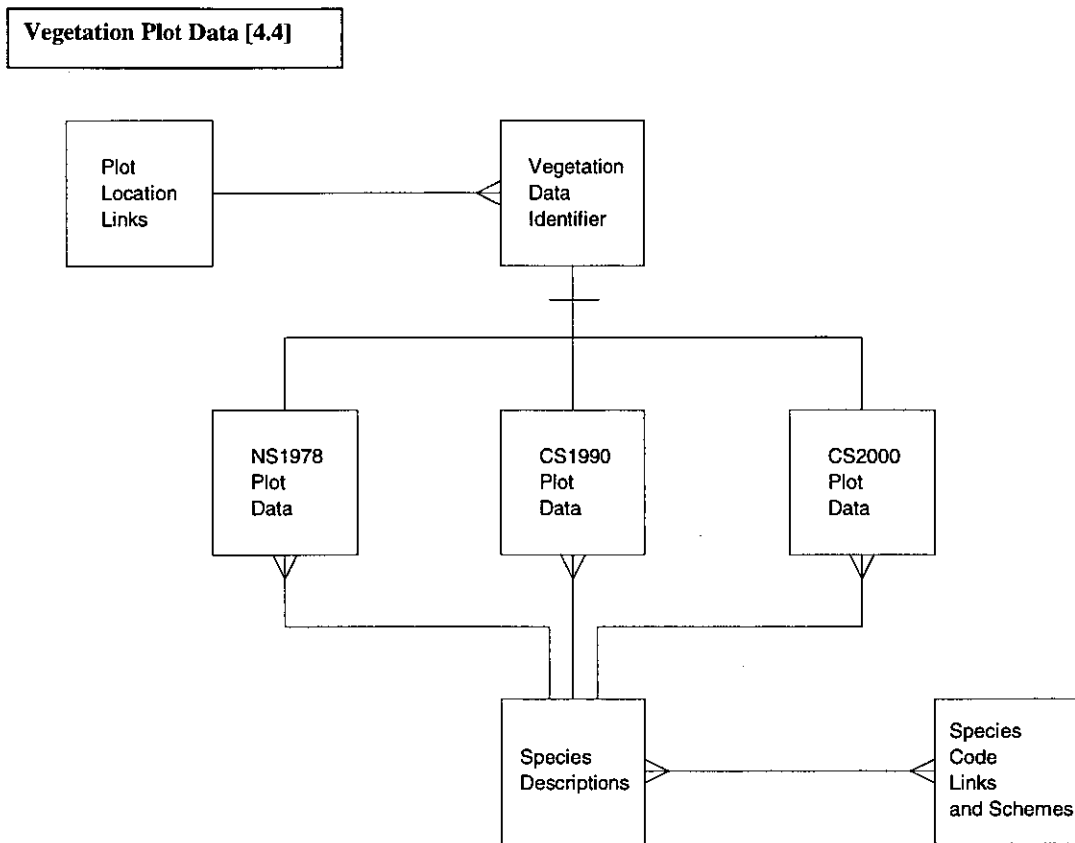 Vegetation Plot Data [4.4]
Plot
Location
Links
Vegetation
Data
Identifier
NS1978
Plot
Data
CS1990
Plot
Data
CS2000
Plot
Data
Species
Descriptions
Species
Code
Links
and Schemes